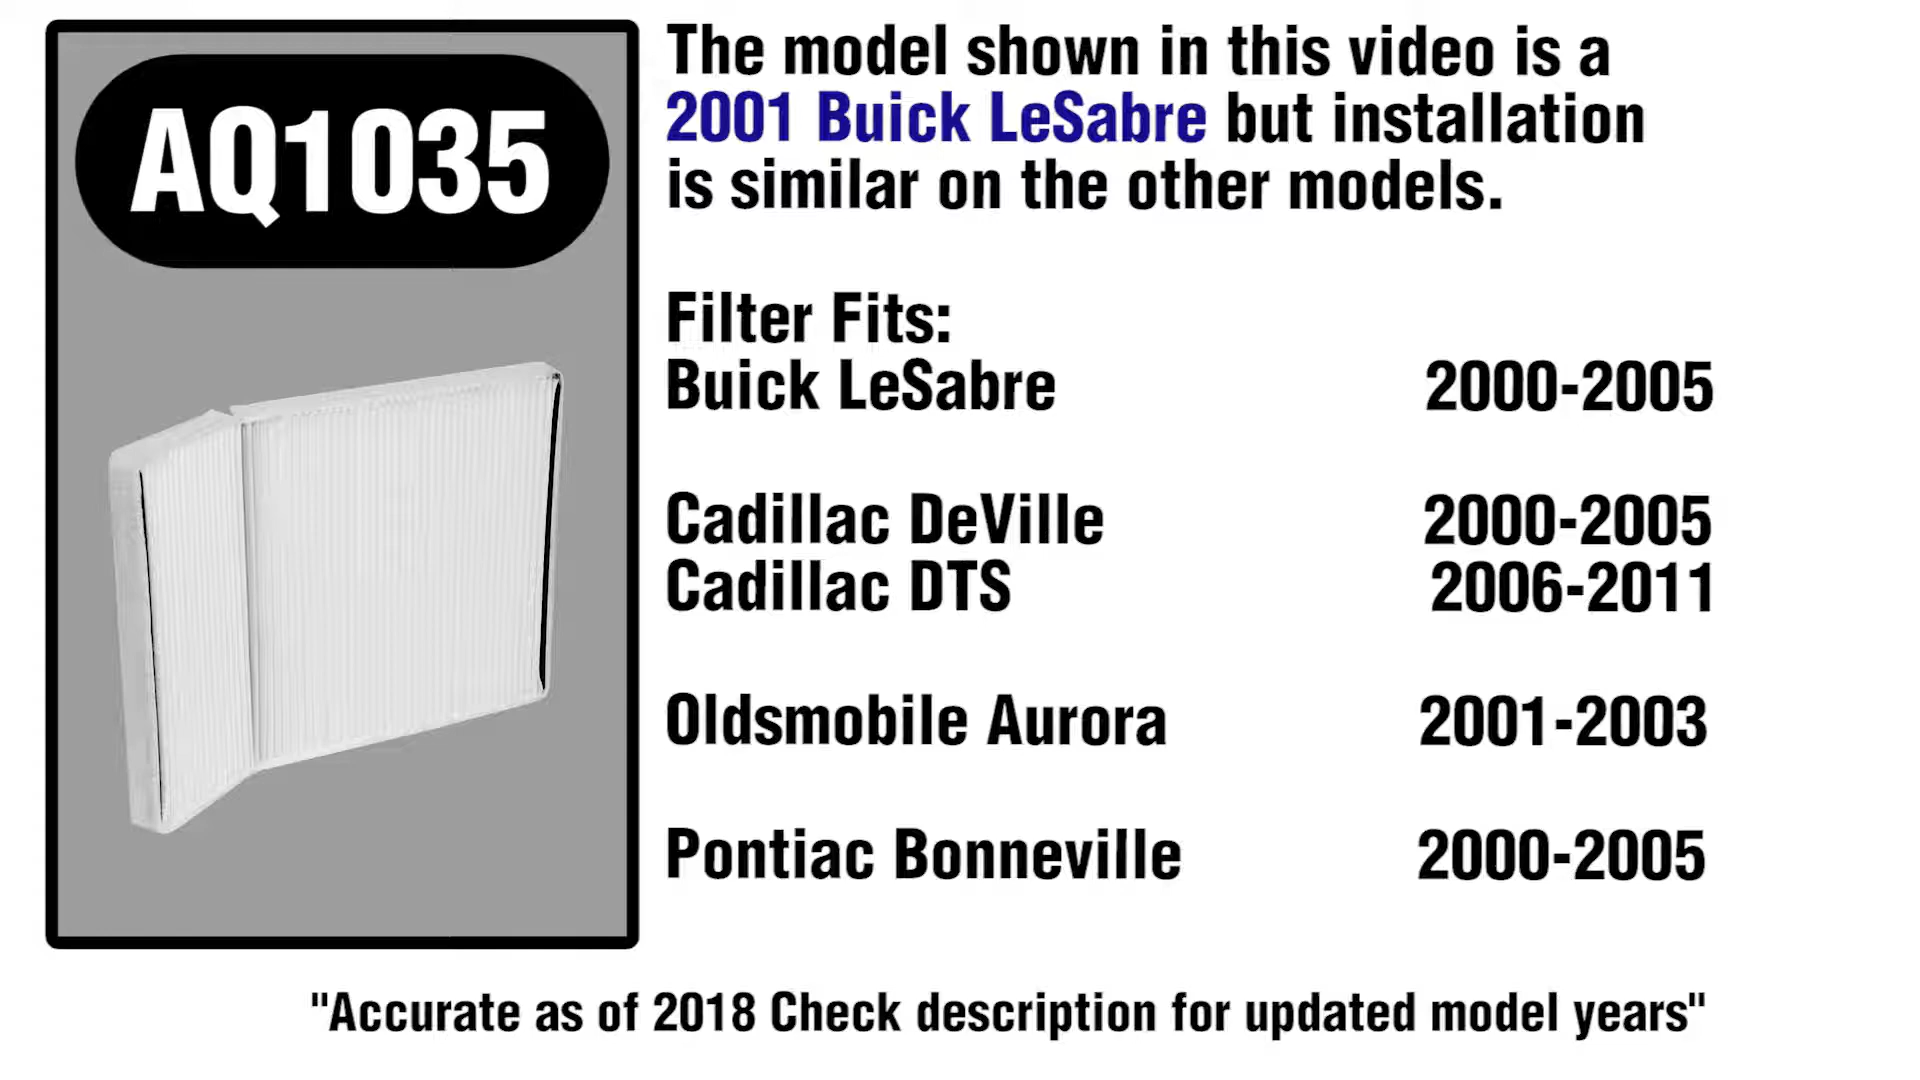 AQ1035
The model shown in this video is a
2001 Buick LeSabre but installation
is similar on the other models.
Filter Fits:
Buick LeSabre 2000-2005
Cadillac DeVille 2000-2005
Cadillac DTS 2006-2011
Oldsmobile Aurora 2001-2003
Pontiac Bonneville 2000-2005
"Accurate as of 2018 Check description for updated model years"